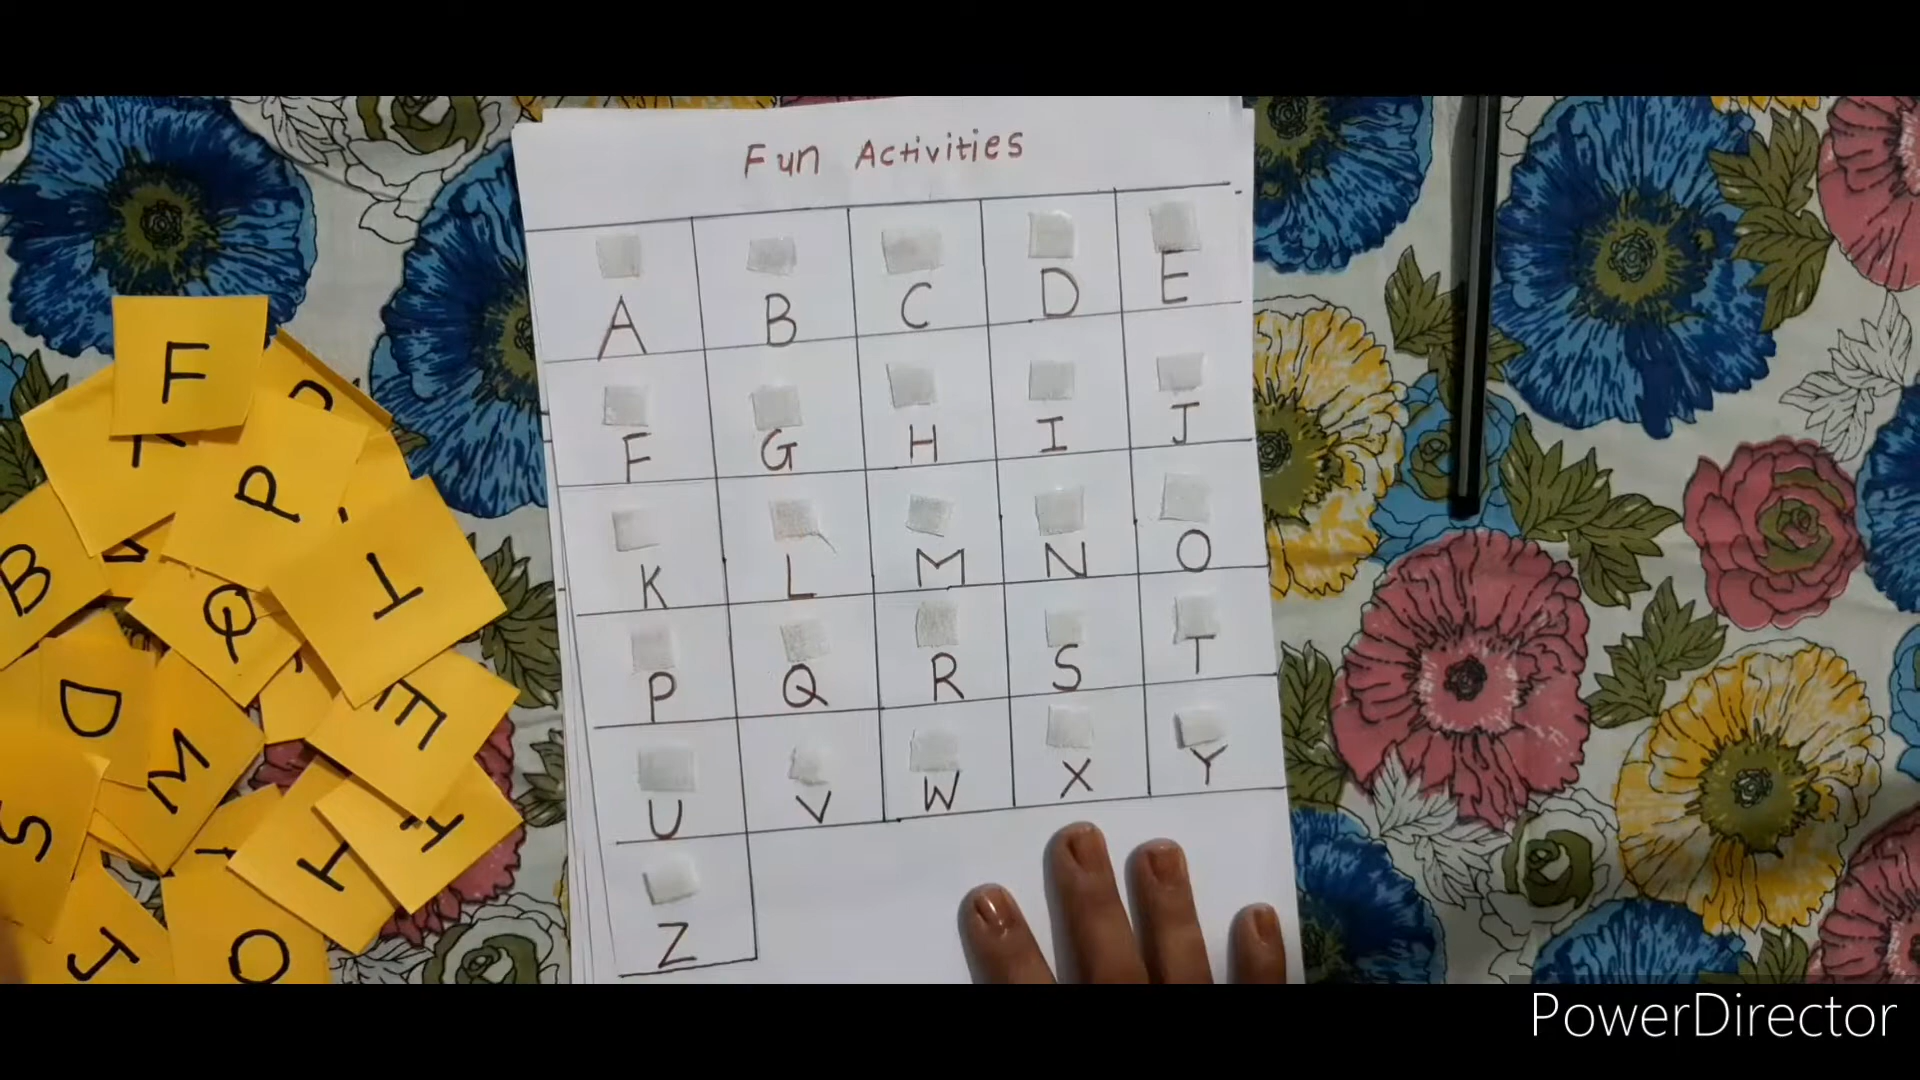 Fun Activities
A B C D E
F G H I J
K L M N O
P Q R S T
U V W X Y
Z
F
P
B
I
Q
D
E
M
S
I
J
O
PowerDirector